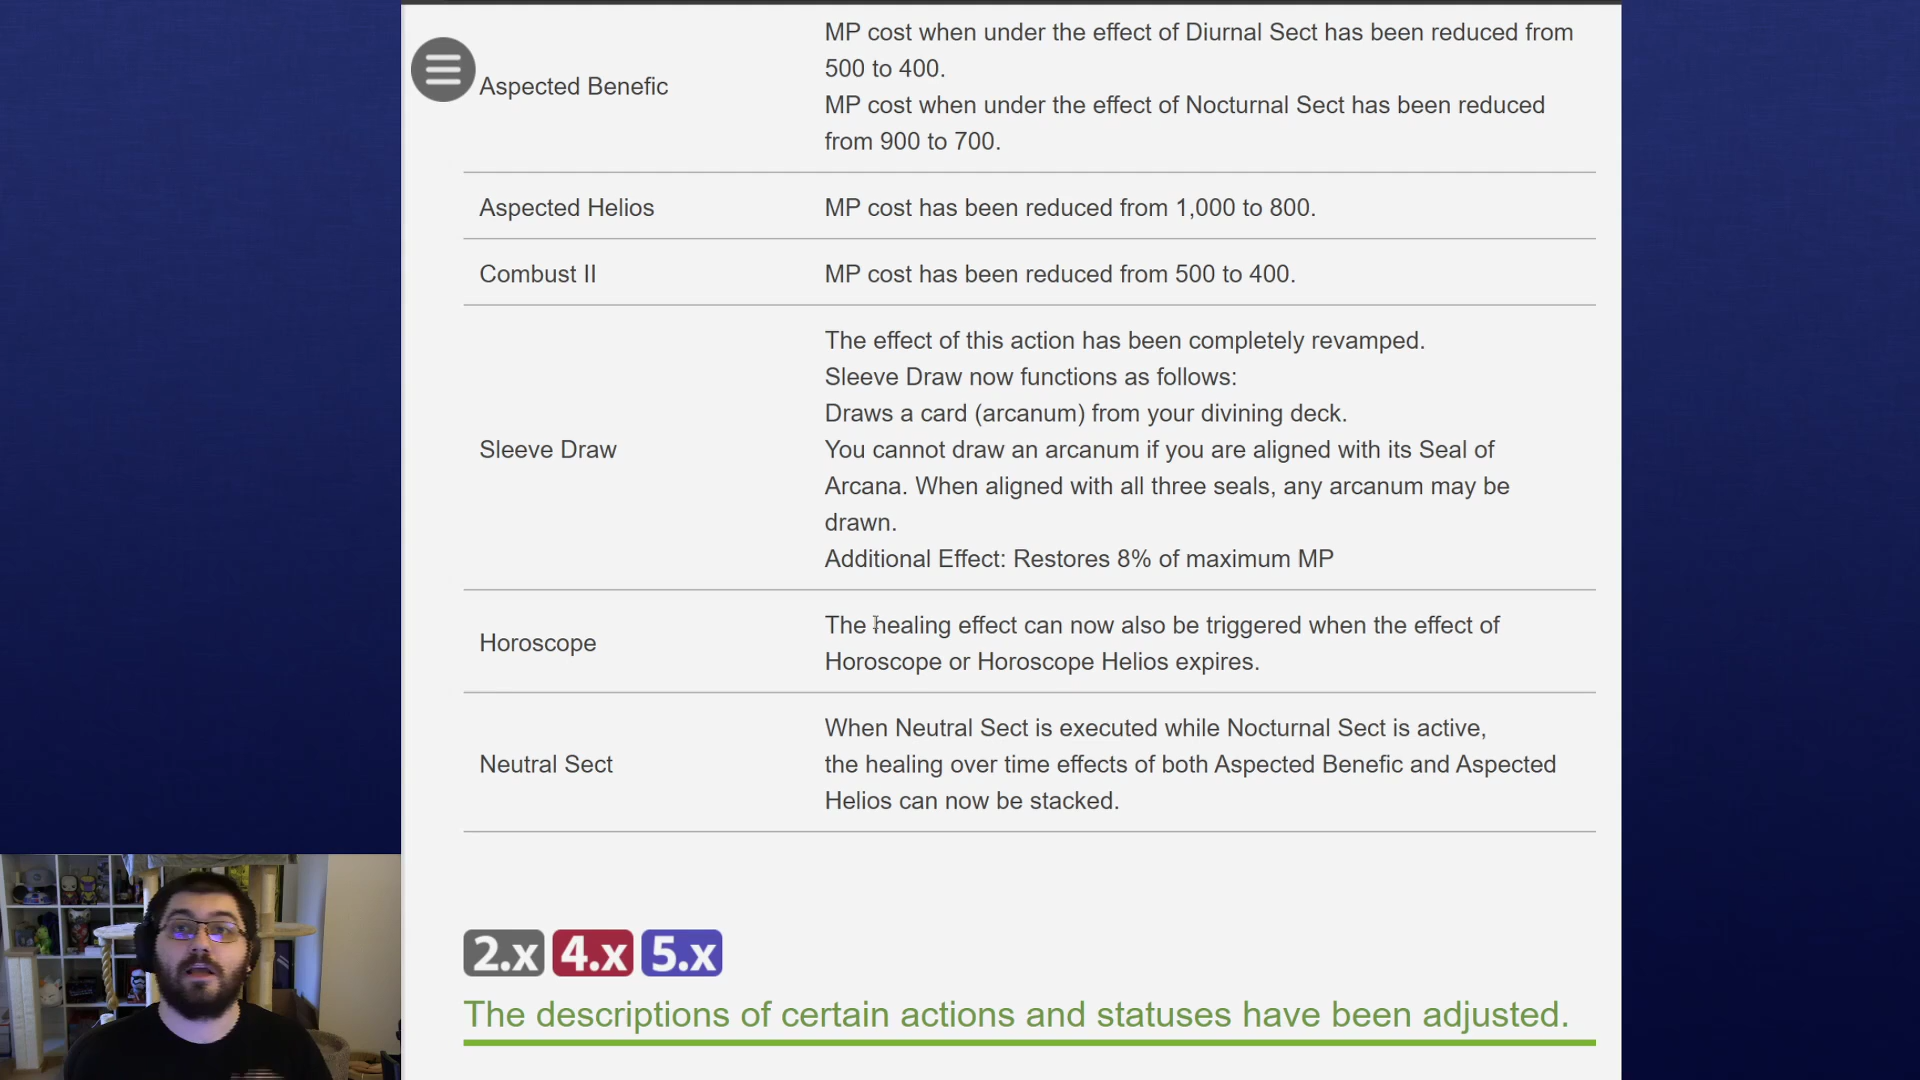 MP cost when under the effect of Diurnal Sect has been reduced from
500 to 400.
Aspected Benefic
MP cost when under the effect of Nocturnal Sect has been reduced
from 900 to 700.
Aspected Helios
MP cost has been reduced from 1,000 to 800.
Combust II
MP cost has been reduced from 500 to 400.
The effect of this action has been completely revamped.
Sleeve Draw now functions as follows:
Draws a card (arcanum) from your divining deck.
Sleeve Draw
You cannot draw an arcanum if you are aligned with its Seal of
Arcana. When aligned with all three seals, any arcanum may be
drawn.
Additional Effect: Restores 8% of maximum MP
Horoscope
The healing effect can now also be triggered when the effect of
Horoscope or Horoscope Helios expires.
Neutral Sect
When Neutral Sect is executed while Nocturnal Sect is active,
the healing over time effects of both Aspected Benefic and Aspected
Helios can now be stacked.
2.x 4.x 5.x
The descriptions of certain actions and statuses have been adjusted.